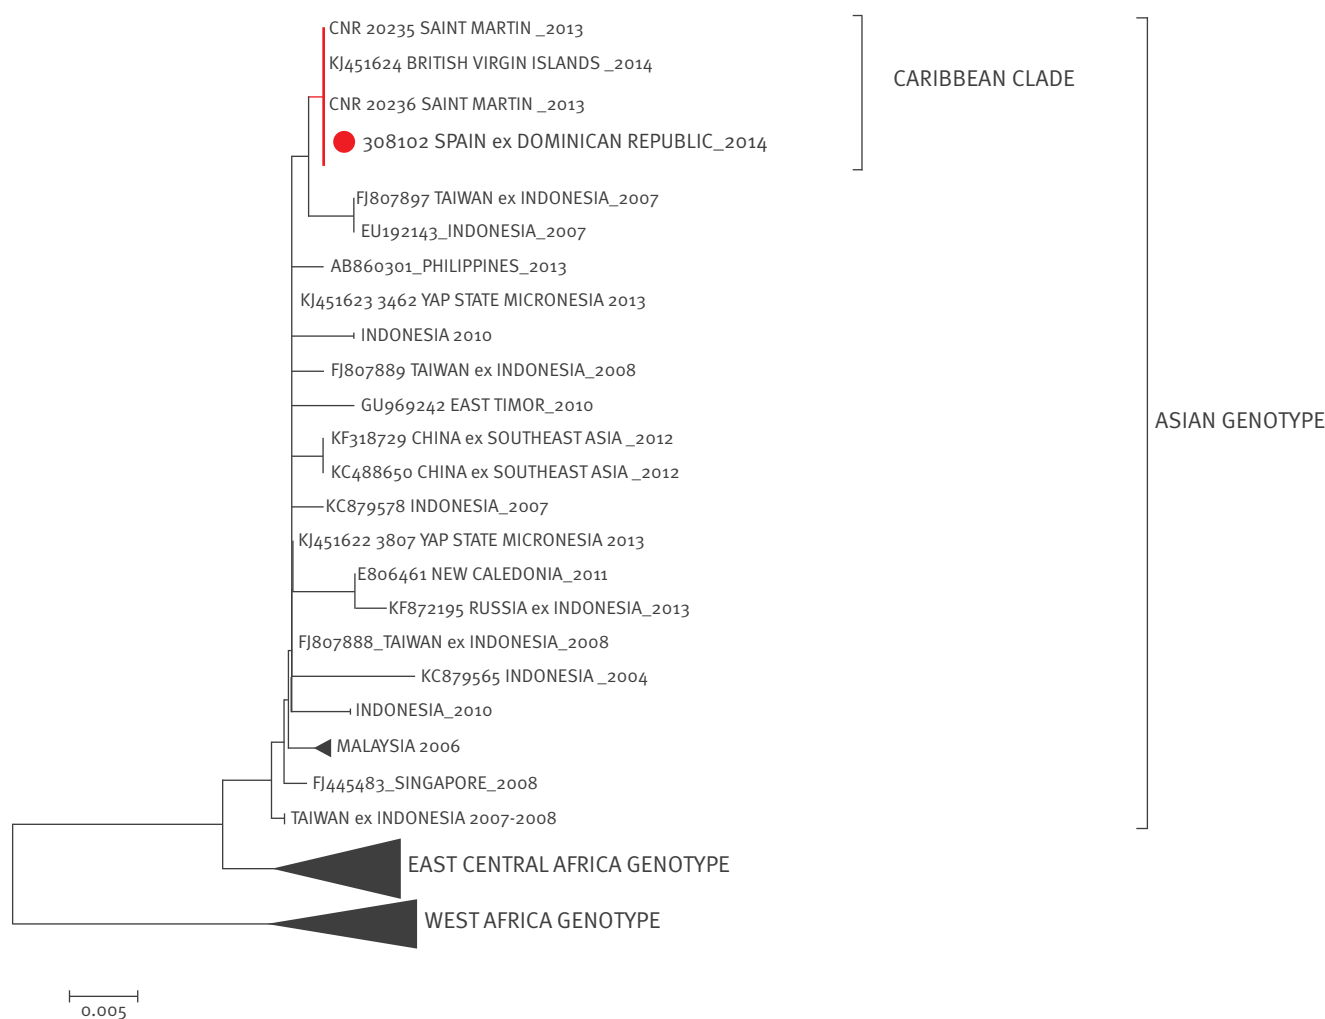 CNR 20235 SAINT MARTIN _2013
KJ451624 BRITISH VIRGIN ISLANDS _2014
CARIBBEAN CLADE
CNR 20236 SAINT MARTIN _2013
308102 SPAIN ex DOMINICAN REPUBLIC_2014
FJ807897 TAIWAN ex INDONESIA_2007
EU192143_INDONESIA_2007
AB860301_PHILIPPINES_2013
KJ451623 3462 YAP STATE MICRONESIA 2013
INDONESIA 2010
FJ807889 TAIWAN ex INDONESIA_2008
GU969242 EAST TIMOR_2010
ASIAN GENOTYPE
KF318729 CHINA ex SOUTHEAST ASIA _2012
KC488650 CHINA ex SOUTHEAST ASIA _2012
KC879578 INDONESIA_2007
KJ451622 3807 YAP STATE MICRONESIA 2013
E806461 NEW CALEDONIA_2011
KF872195 RUSSIA ex INDONESIA_2013
FJ807888_TAIWAN ex INDONESIA_2008
KC879565 INDONESIA _2004
INDONESIA_2010
MALAYSIA 2006
FJ445483_SINGAPORE_2008
TAIWAN ex INDONESIA 2007-2008
EAST CENTRAL AFRICA GENOTYPE
WEST AFRICA GENOTYPE
0.005